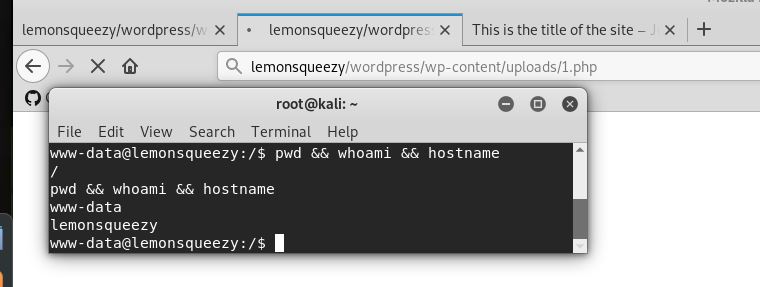 lemonsqueezy/wordpress/w
lemonsqueezy/wordpres
This is the title of the site – J
lemonsqueezy/wordpress/wp-content/uploads/1.php
root@kali: ~
File Edit View Search Terminal Help
www-data@lemonsqueezy:/$ pwd && whoami && hostname
/
pwd && whoami && hostname
www-data
lemonsqueezy
www-data@lemonsqueezy:/$